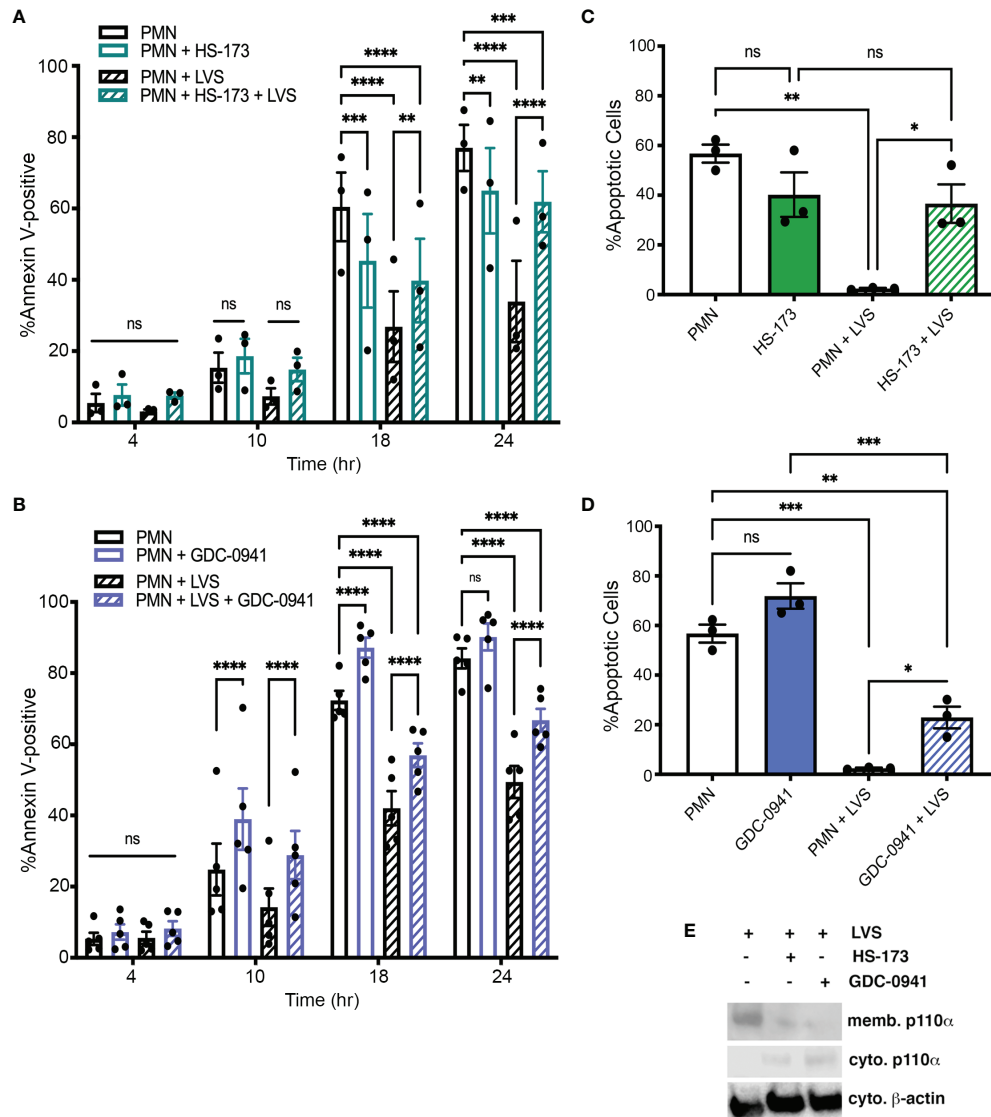 A
PMN
PMN + HS-173
PMN + LVS
PMN + HS-173 + LVS
%Annexin V-positive
100
80
60
40
20
0
ns
ns
ns
***
****
****
**
**
****
***
****
4
10
18
24
Time (hr)
B
PMN
PMN + GDC-0941
PMN + LVS
PMN + LVS + GDC-0941
%Annexin V-positive
100
80
60
40
20
0
ns
****
****
****
****
****
****
ns
****
****
****
4
10
18
24
Time (hr)
C
%Apoptotic Cells
100
80
60
40
20
0
ns
ns
**
*
PMN
HS-173
PMN + LVS
HS-173 + LVS
D
%Apoptotic Cells
100
80
60
40
20
0
***
**
***
ns
*
PMN
GDC-0941
PMN + LVS
GDC-0941 + LVS
E
+ + + LVS
- + - HS-173
- - + GDC-0941
memb. p110α
cyto. p110α
cyto. β-actin